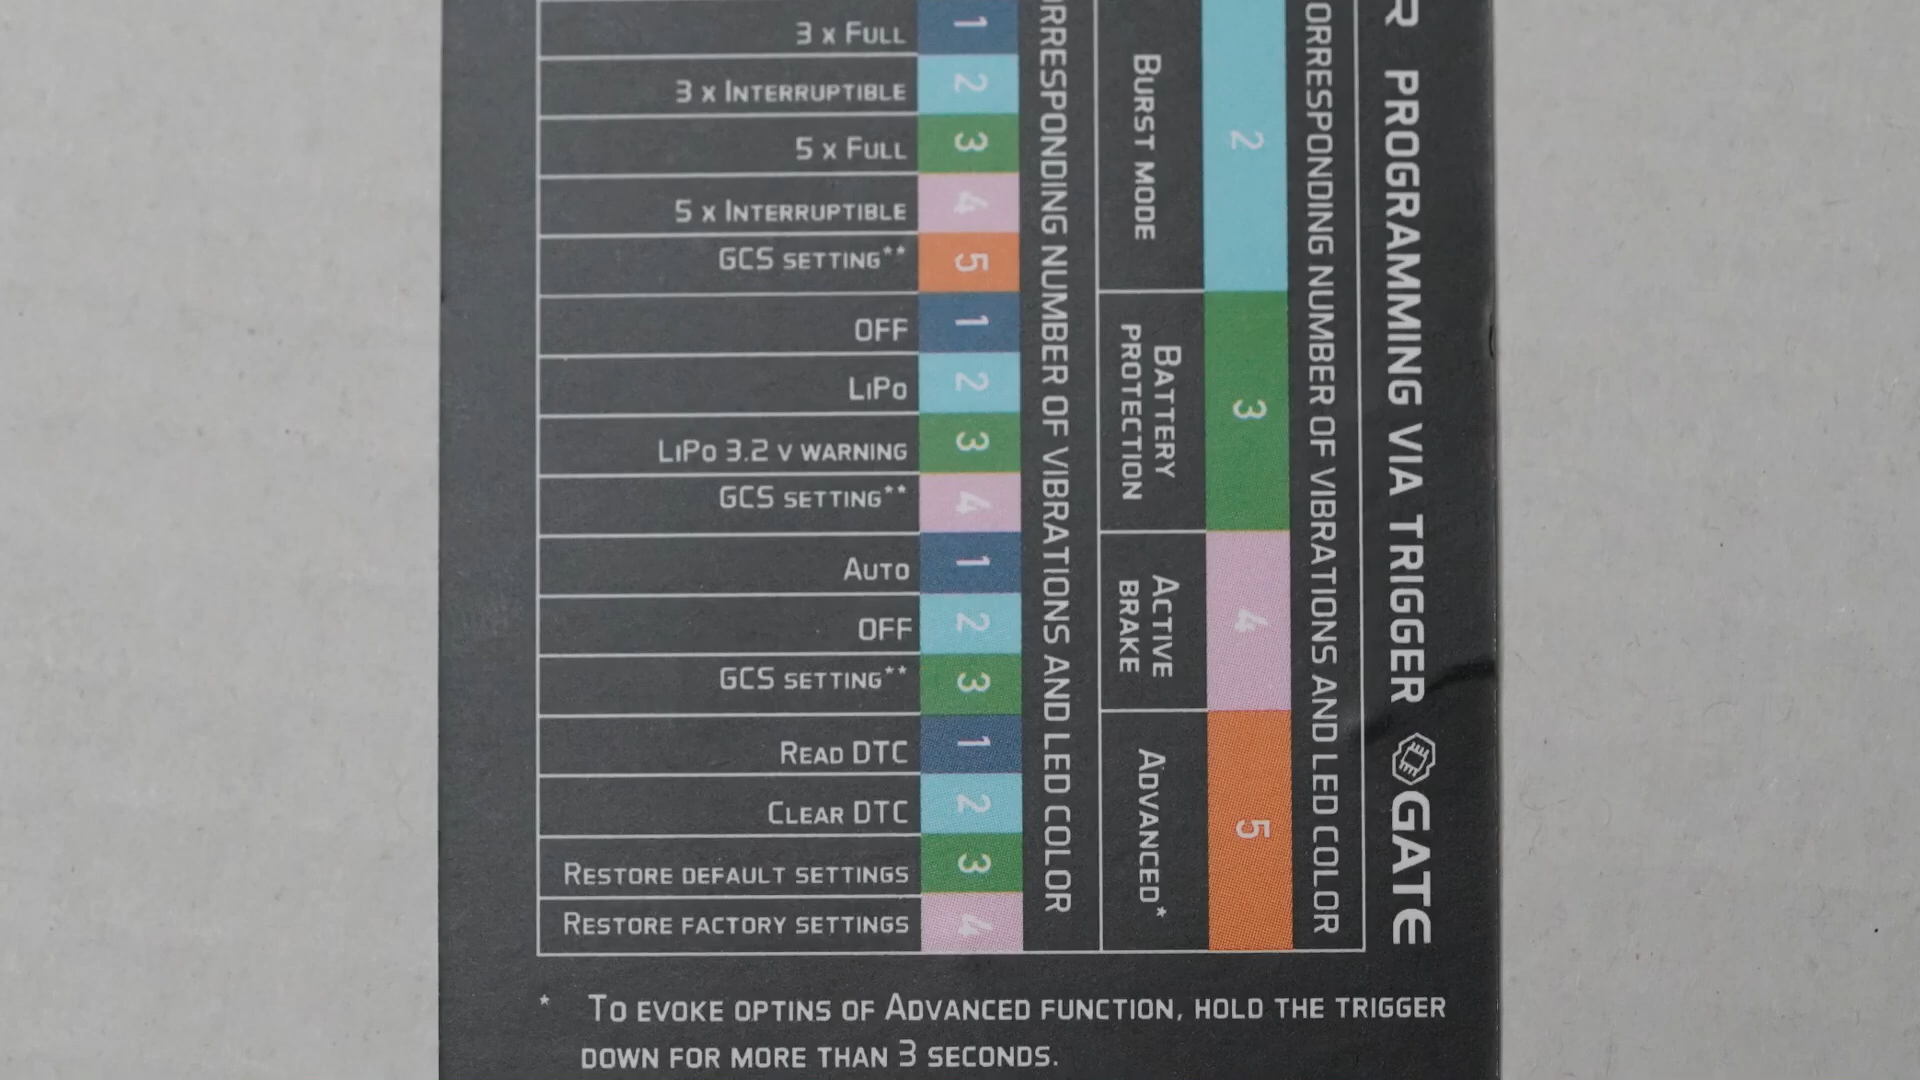 3 x Full 1
3 x Interruptible 2
5 x Full 3
5 x Interruptible 4
GCS setting** 5
OFF 1
LiPo 2
LiPo 3.2 v warning 3
GCS setting** 4
Auto 1
OFF 2
GCS setting** 3
Read DTC 1
Clear DTC 2
Restore default settings 3
Restore factory settings 4
NUMBER OF VIBRATIONS AND LED COLOR
Burst mode
2
Battery
protection
3
Active
brake
4
Advanced*
5
NUMBER OF VIBRATIONS AND LED COLOR
PROGRAMMING VIA TRIGGER
GATE
* To evoke optins of Advanced function, hold the trigger
down for more than 3 seconds.